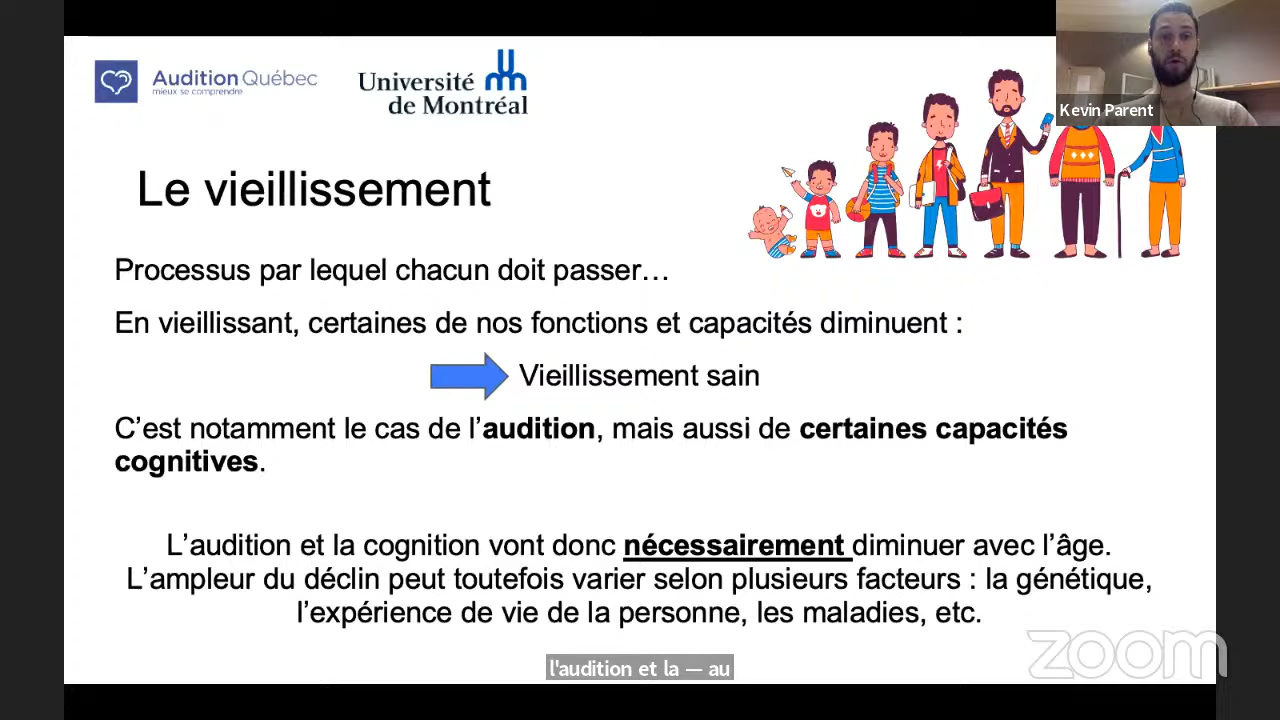 Audition Québec
mieux se comprendre
Université
de Montréal
Kevin Parent
Le vieillissement
Processus par lequel chacun doit passer…
En vieillissant, certaines de nos fonctions et capacités diminuent :
Vieillissement sain
C’est notamment le cas de l’audition, mais aussi de certaines capacités
cognitives.
L’audition et la cognition vont donc nécessairement diminuer avec l’âge.
L’ampleur du déclin peut toutefois varier selon plusieurs facteurs : la génétique,
l’expérience de vie de la personne, les maladies, etc.
l'audition et la — au
zoom